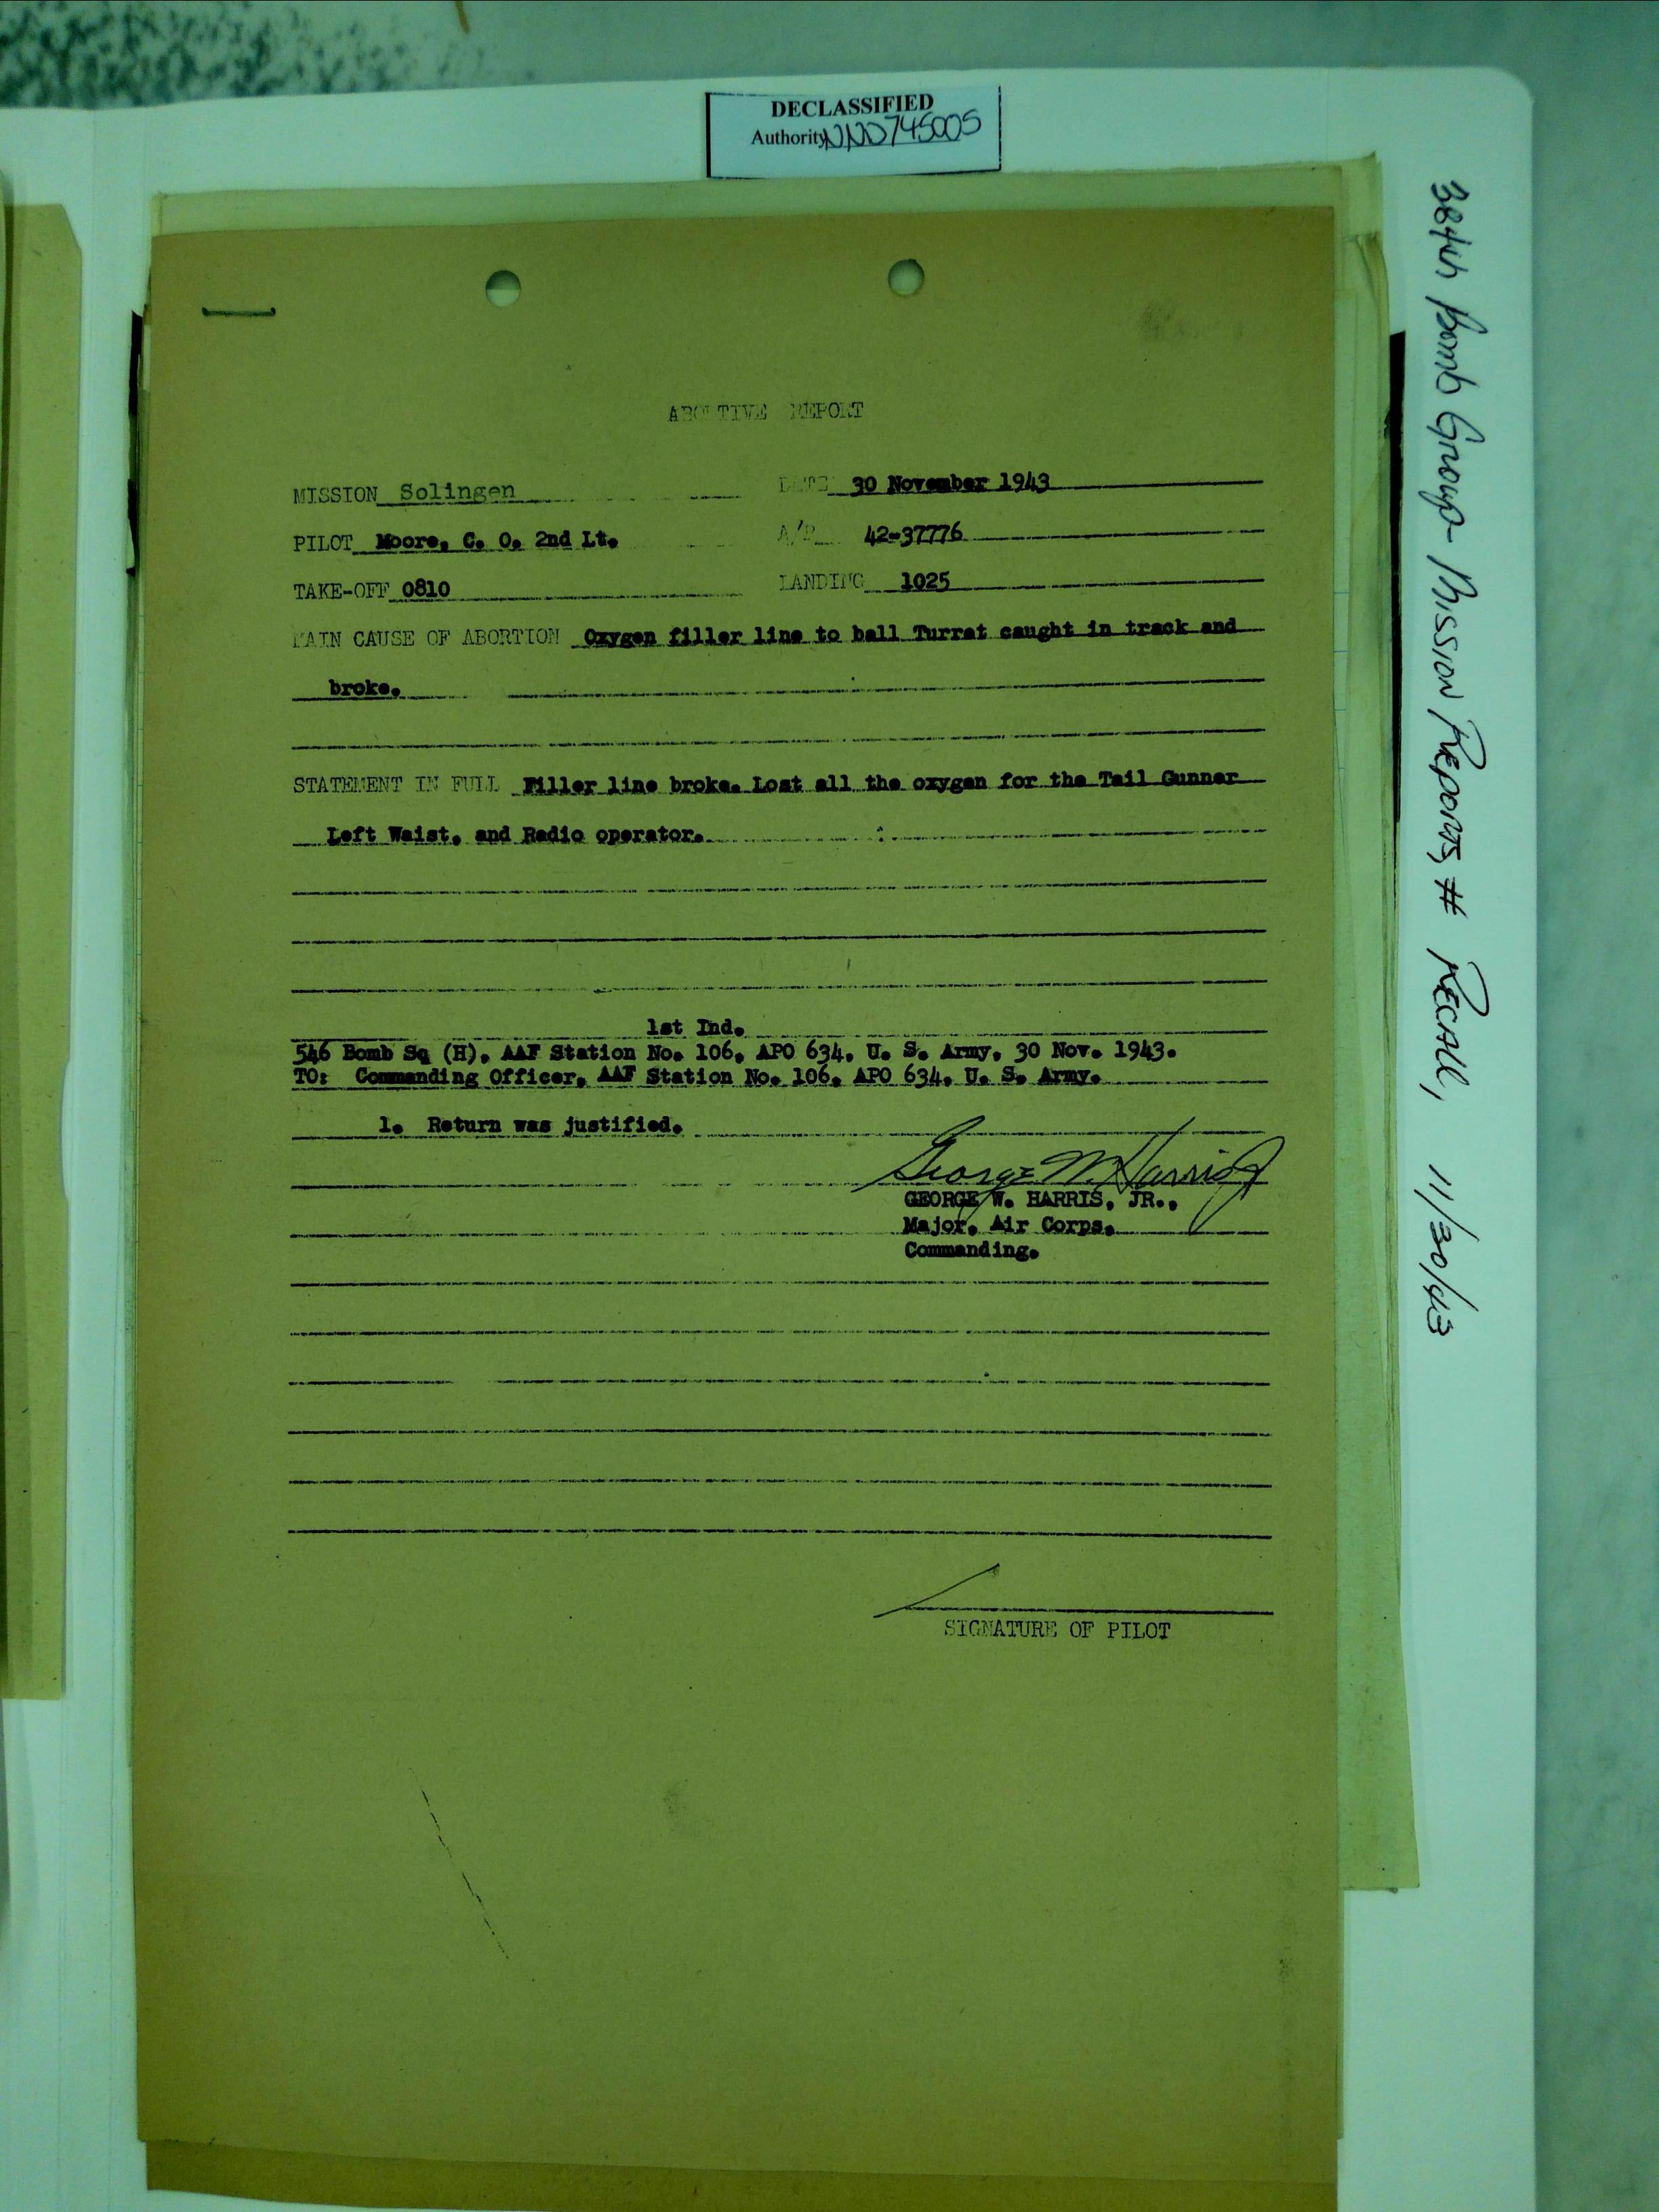 DECLASSIFIED
Authority NND745005
ABORTIVE REPORT
MISSION Solingen DATE 30 November 1943
PILOT Moore, C. O. 2nd Lt. A/P 42-37776
TAKE-OFF 0810 LANDING 1025
MAIN CAUSE OF ABORTION Oxygen filler line to ball Turrat caught in track and
broke.
STATEMENT IN FULL Filler line broke. Lost all the oxygen for the Tail Gunner
Left Waist, and Radio operator.
1st Ind.
546 Bomb Sq (H), AAF Station No. 106, APO 634, U. S. Army, 30 Nov. 1943.
TO: Commanding Officer, AAF Station No. 106, APO 634, U. S. Army.
1. Return was justified.
George W Harris Jr
GEORGE W. HARRIS, JR.,
Major, Air Corps,
Commanding.
SIGNATURE OF PILOT
384th Bomb Group - Mission Reports, # Recall, 11/30/43